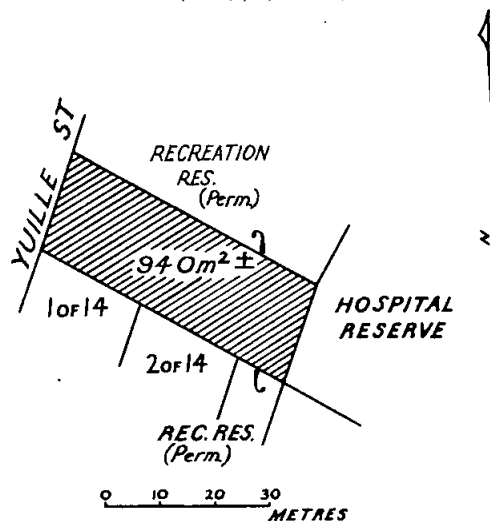 YUILLE ST
RECREATION
RES.
(Perm.)
940m² ±
HOSPITAL
RESERVE
1 OF 14
2 OF 14
REC. RES.
(Perm.)
N
0 10 20 30
METRES